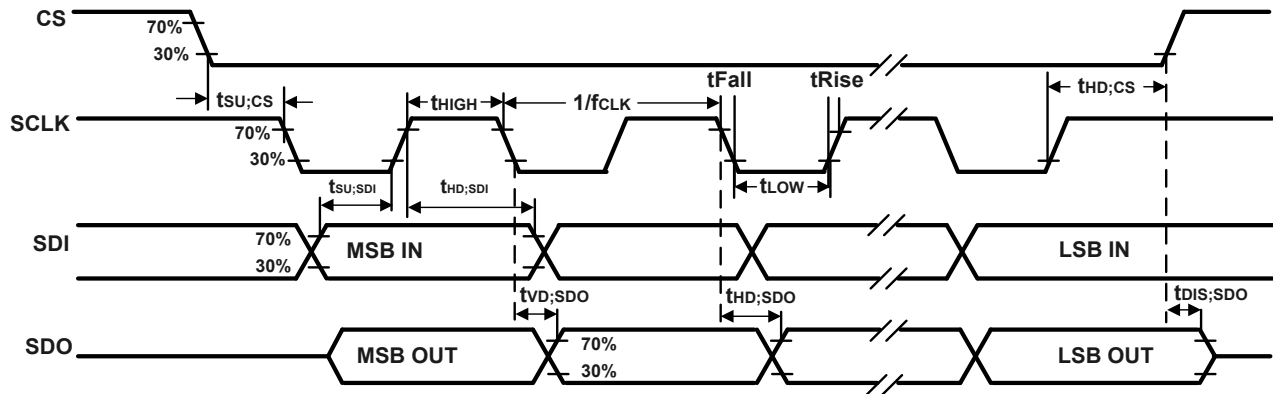 CS
70%
30%
tFall
tRise
tSU;CS
tHIGH
1/fCLK
tHD;CS
SCLK
70%
30%
tSU;SDI
tHD;SDI
tLOW
SDI
70%
30%
MSB IN
LSB IN
tVD;SDO
tHD;SDO
tDIS;SDO
SDO
MSB OUT
70%
30%
LSB OUT